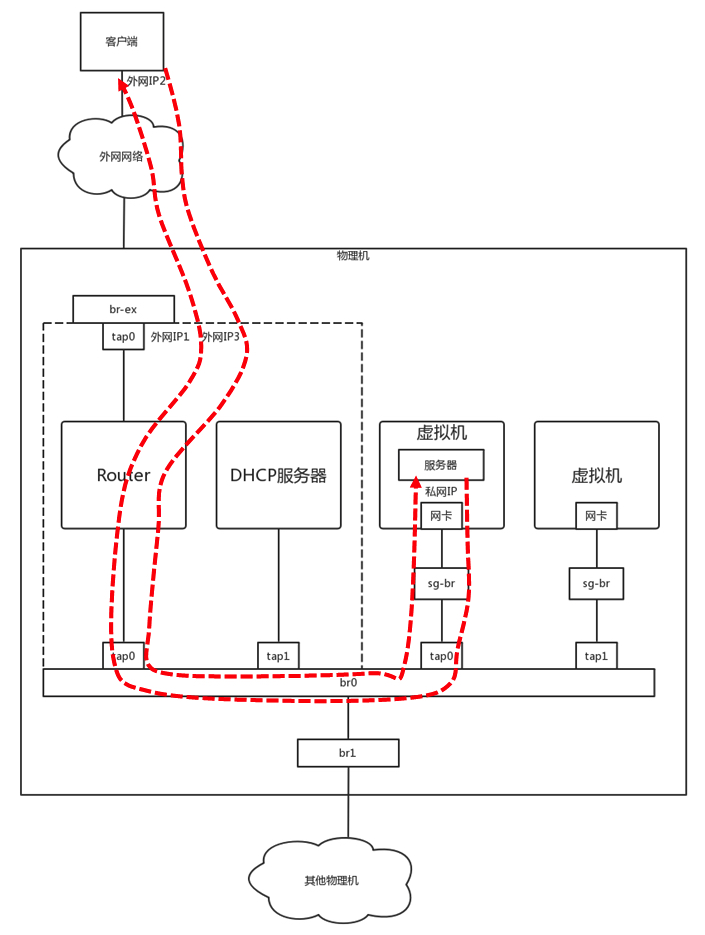 客户端
外网IP2
外网网络
物理机
br-ex
tap0
外网IP1
外网IP3
Router
DHCP服务器
虚拟机
服务器
私网IP
网卡
虚拟机
网卡
sg-br
sg-br
tap0
tap1
tap0
tap1
br0
br1
其他物理机